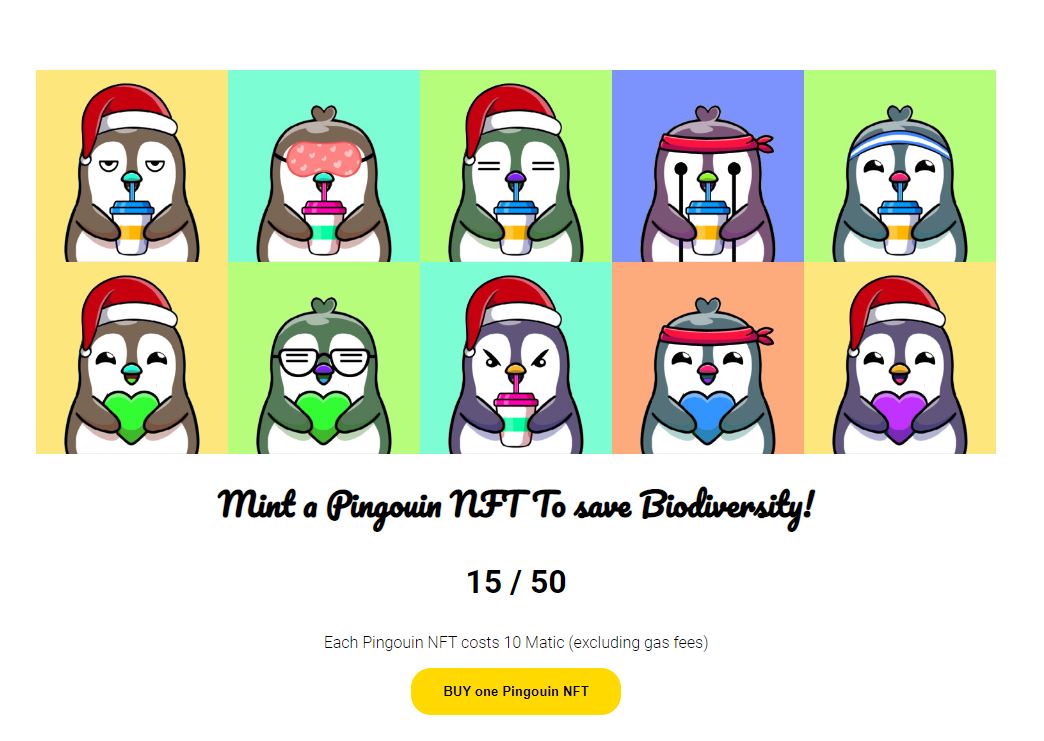 Mint a Pingouin NFT To save Biodiversity!
15 / 50
Each Pingouin NFT costs 10 Matic (excluding gas fees)
BUY one Pingouin NFT